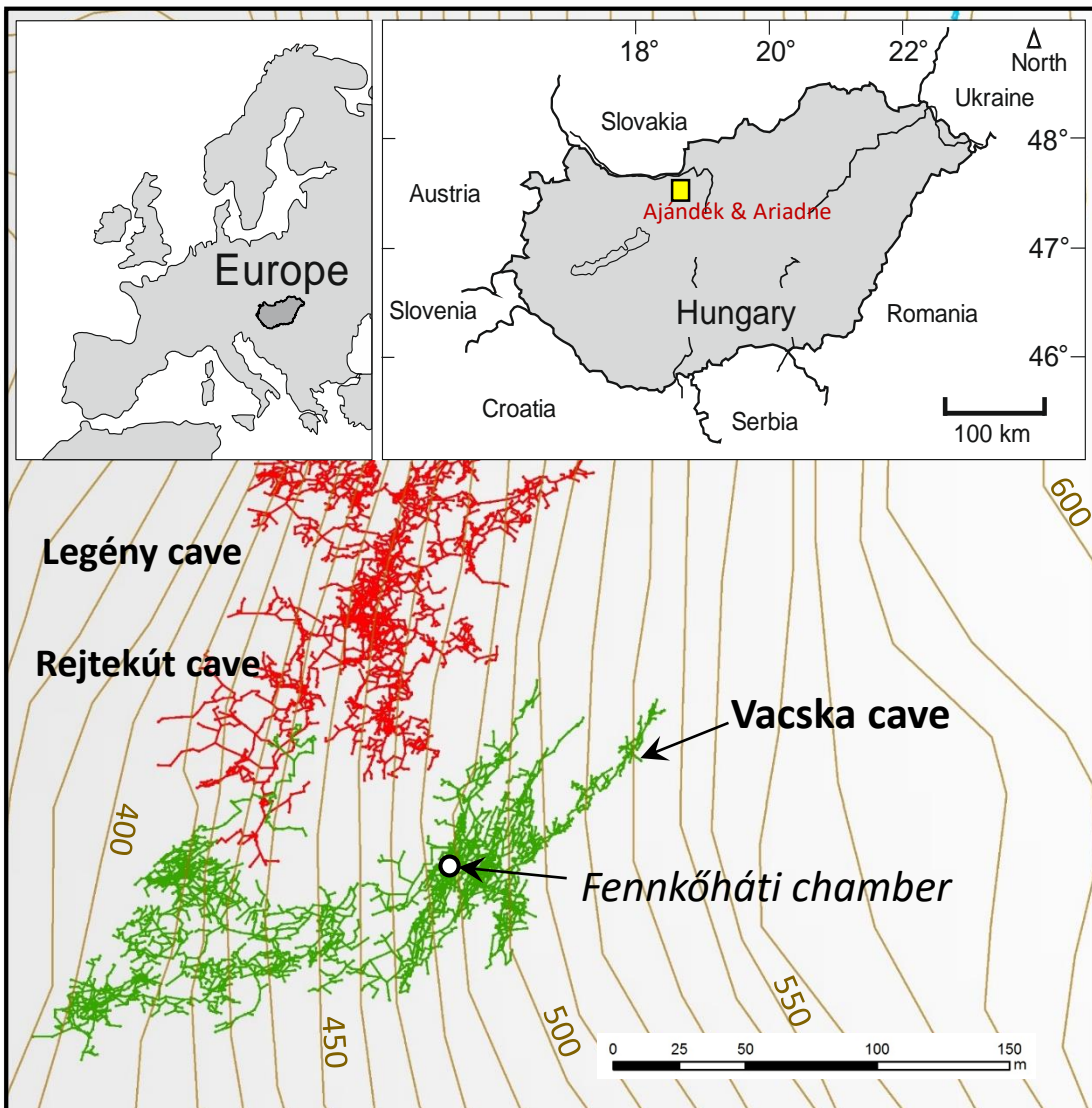 Europe
18°
20°
22°
North
Ukraine
Slovakia
48°
Austria
Ajándék & Ariadne
47°
Slovenia
Hungary
Romania
46°
Croatia
Serbia
100 km
600
Legény cave
Rejtekút cave
Vacska cave
400
Fennkőháti chamber
450
500
550
0 25 50 100 150
m